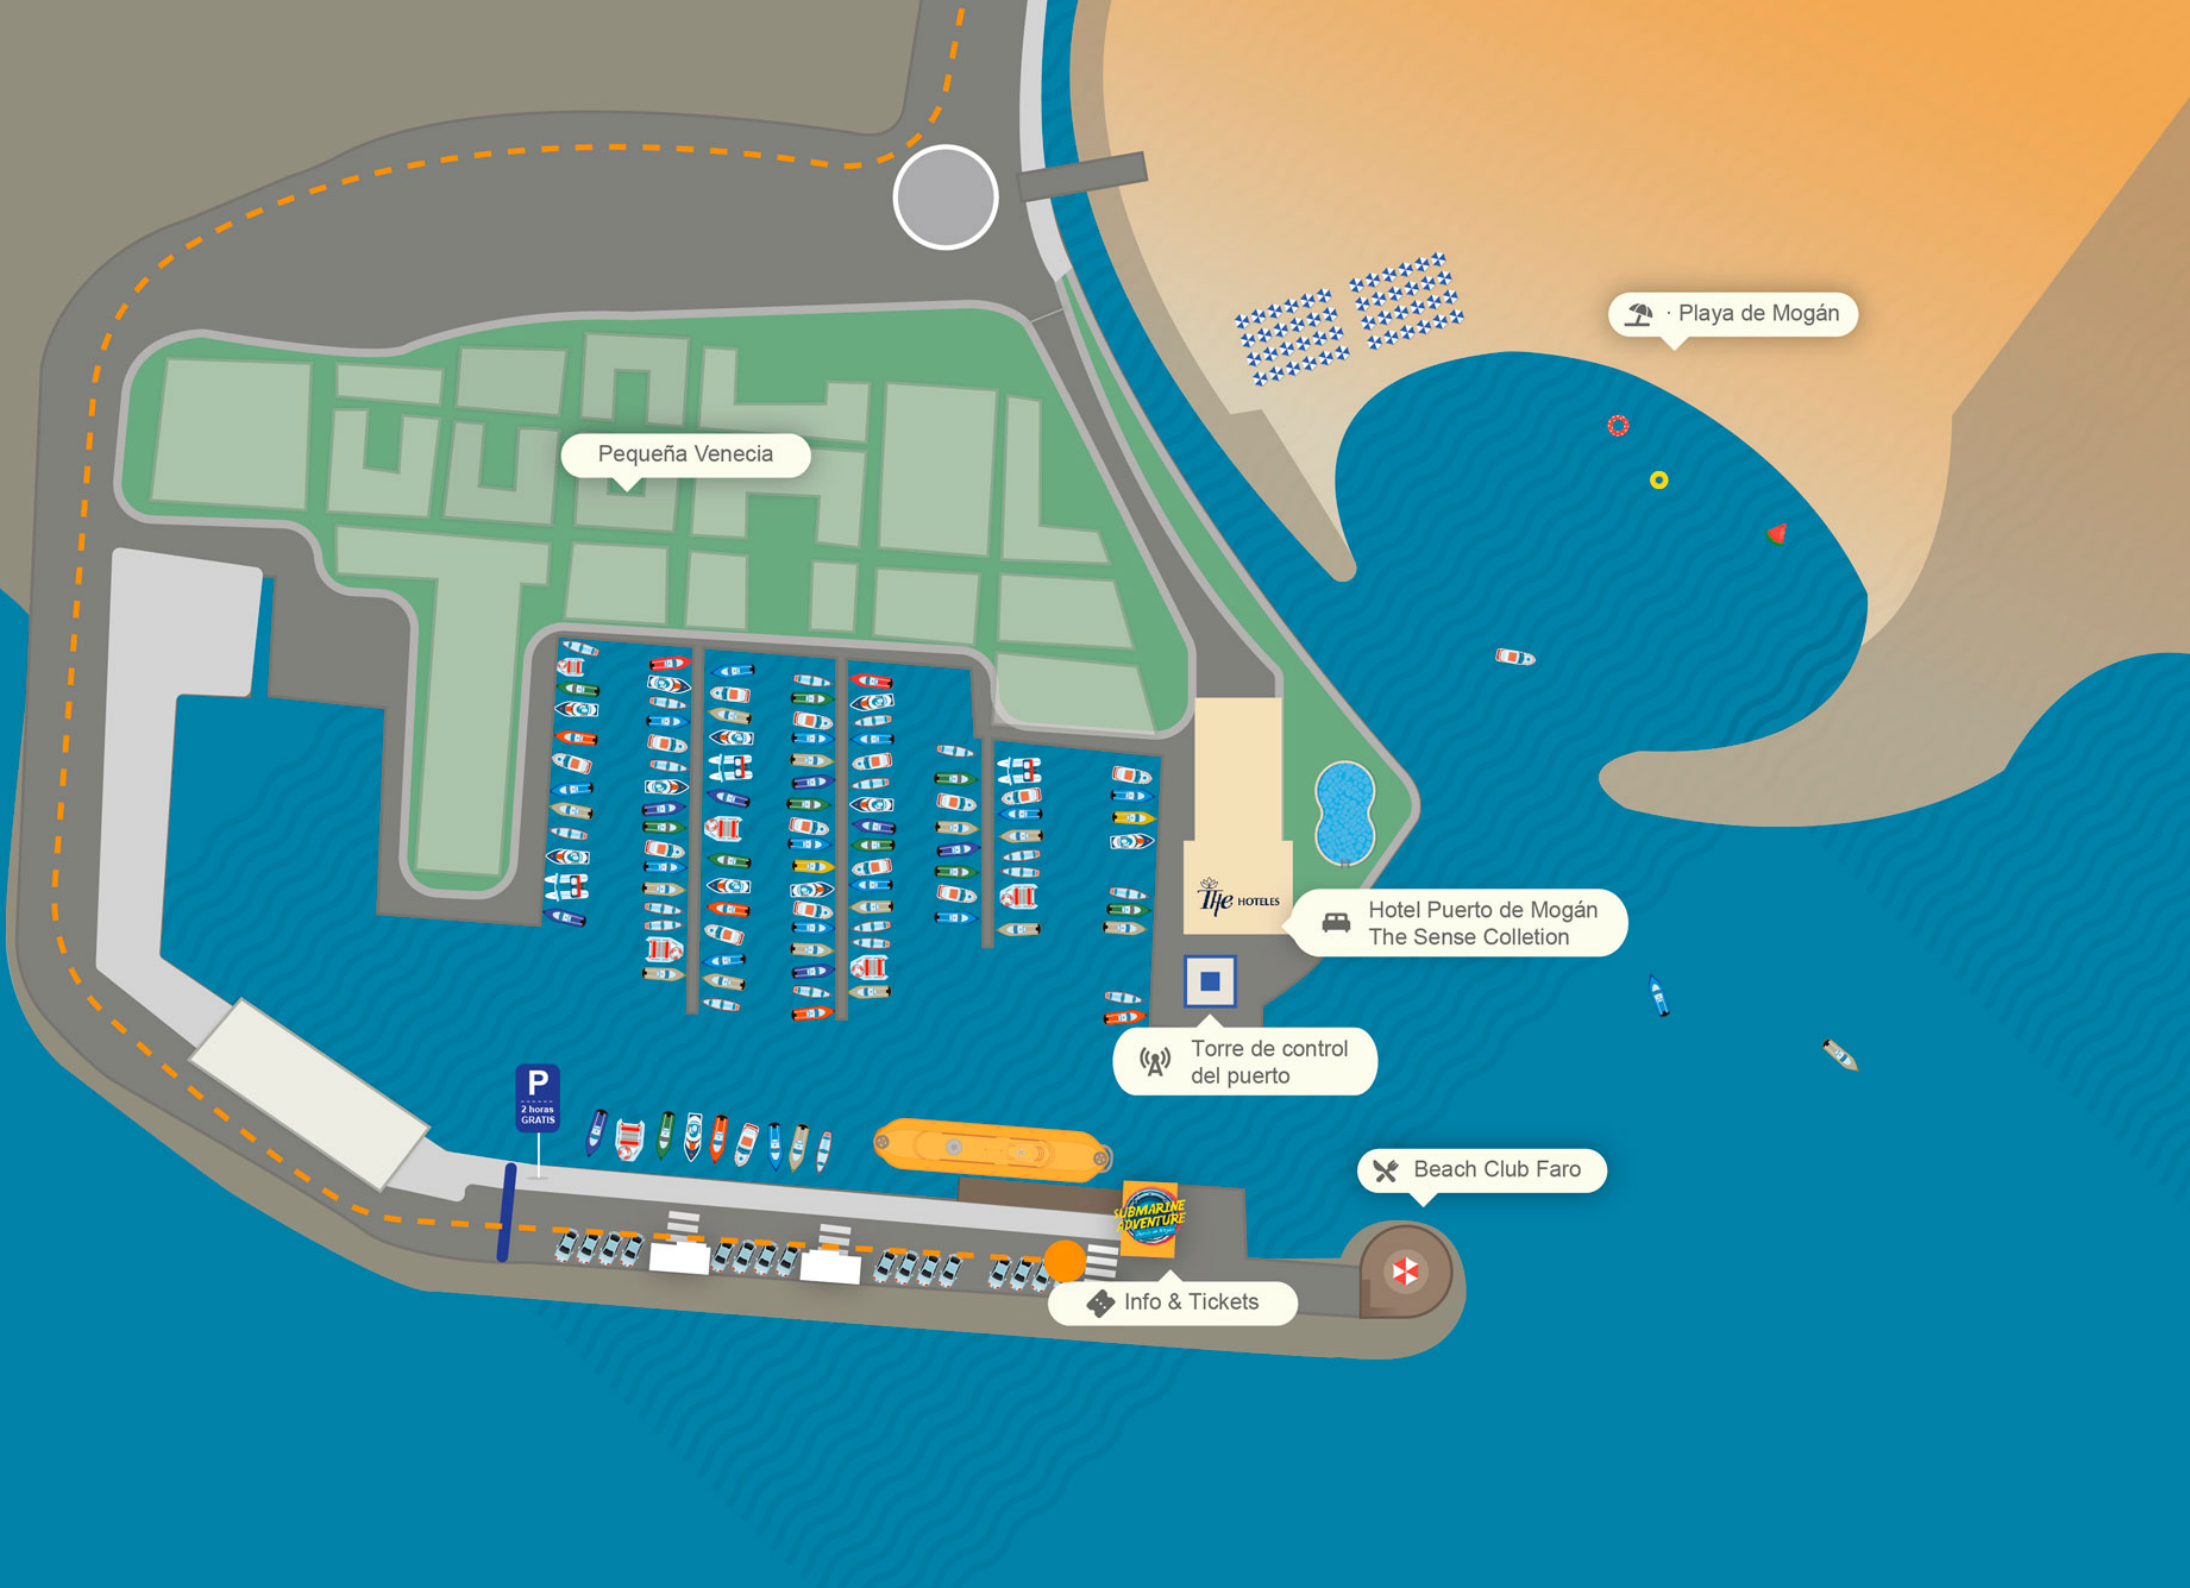 · Playa de Mogán
Pequeña Venecia
The HOTELES
Hotel Puerto de Mogán
The Sense Colletion
Torre de control
del puerto
P
2 horas
GRATIS
Beach Club Faro
SUBMARINE
ADVENTURE
Info & Tickets